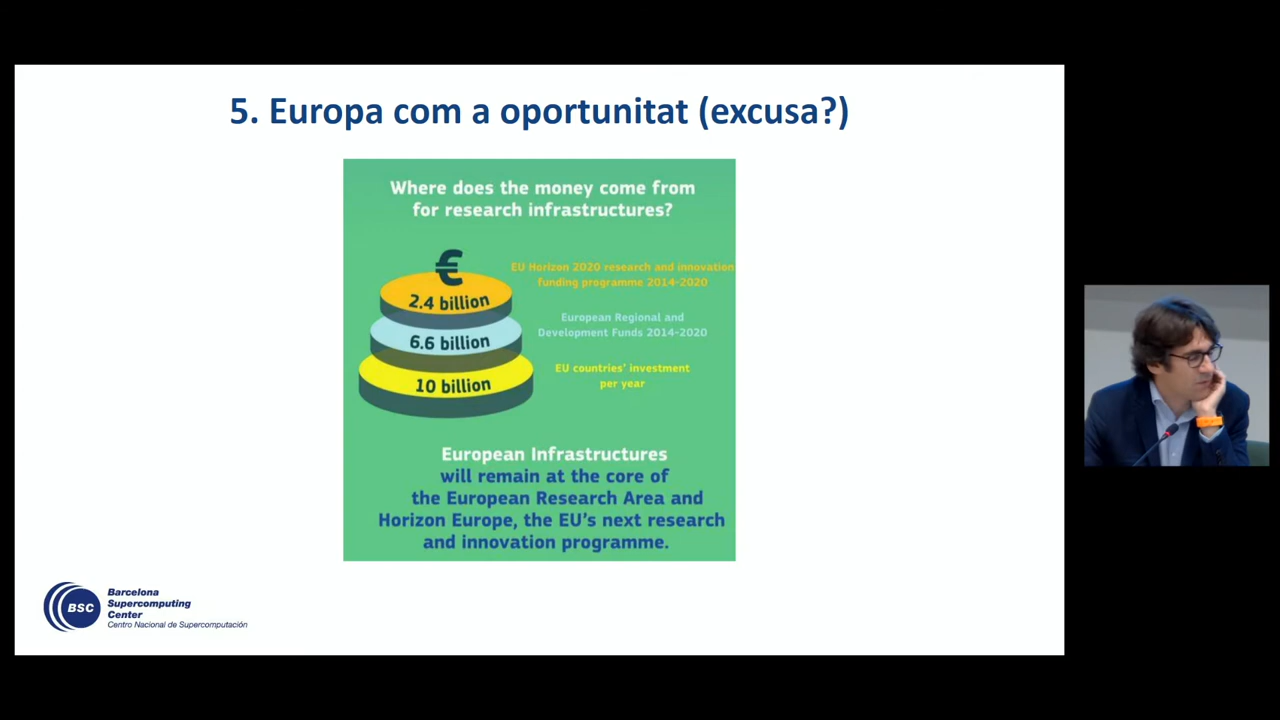 5. Europa com a oportunitat (excusa?)
Where does the money come from
for research infrastructures?
€
2.4 billion
EU Horizon 2020 research and innovation
funding programme 2014-2020
6.6 billion
European Regional and
Development Funds 2014-2020
10 billion
EU countries' investment
per year
European Infrastructures
will remain at the core of
the European Research Area and
Horizon Europe, the EU's next research
and innovation programme.
BSC
Barcelona
Supercomputing
Center
Centro Nacional de Supercomputación